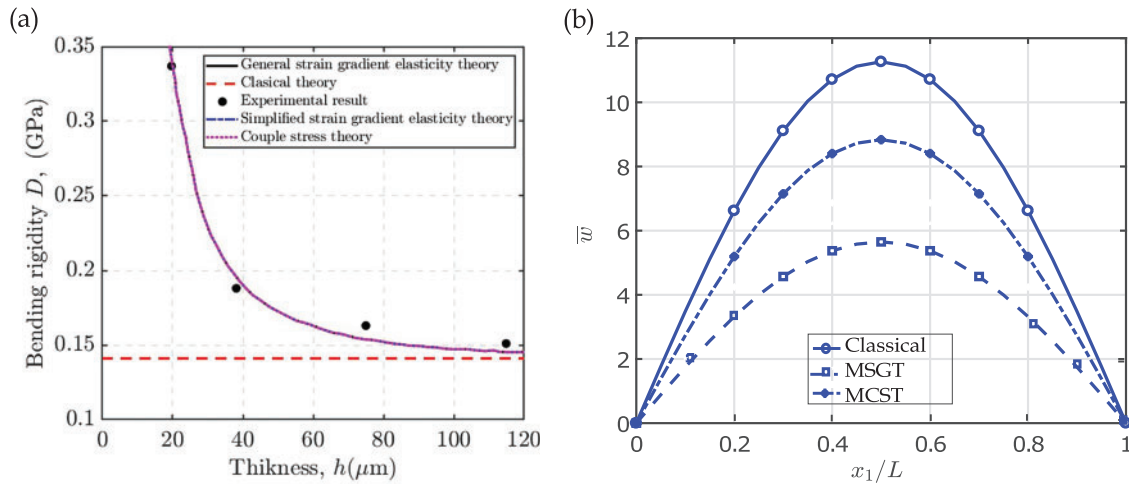 (a)
0.35
0.3
0.25
0.2
0.15
0.1
Bending rigidity D, (GPa)
General strain gradient elasticity theory
Clasical theory
Experimental result
Simplified strain gradient elasticity theory
Couple stress theory
0 20 40 60 80 100 120
Thikness, h(μm)
(b)
12
10
8
6
4
2
0
w̅
Classical
MSGT
MCST
0 0.2 0.4 0.6 0.8 1
x₁/L